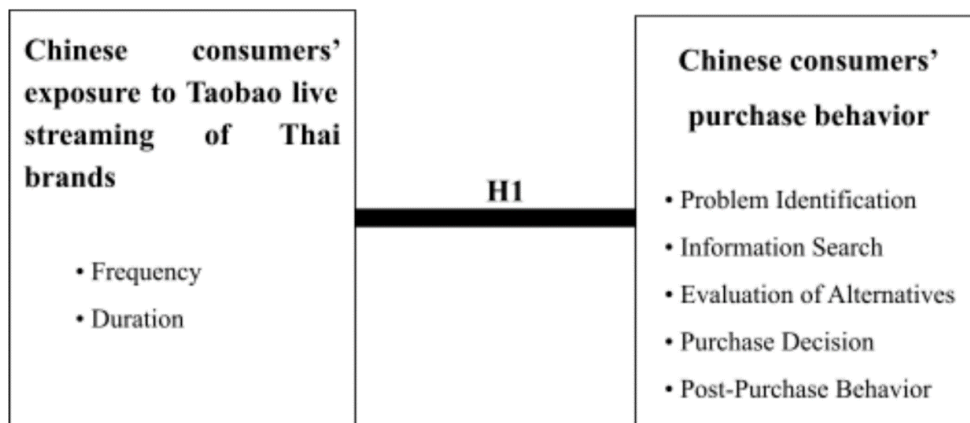 Chinese consumers’
exposure to Taobao live
streaming of Thai
brands
• Frequency
• Duration
H1
Chinese consumers’
purchase behavior
• Problem Identification
• Information Search
• Evaluation of Alternatives
• Purchase Decision
• Post-Purchase Behavior